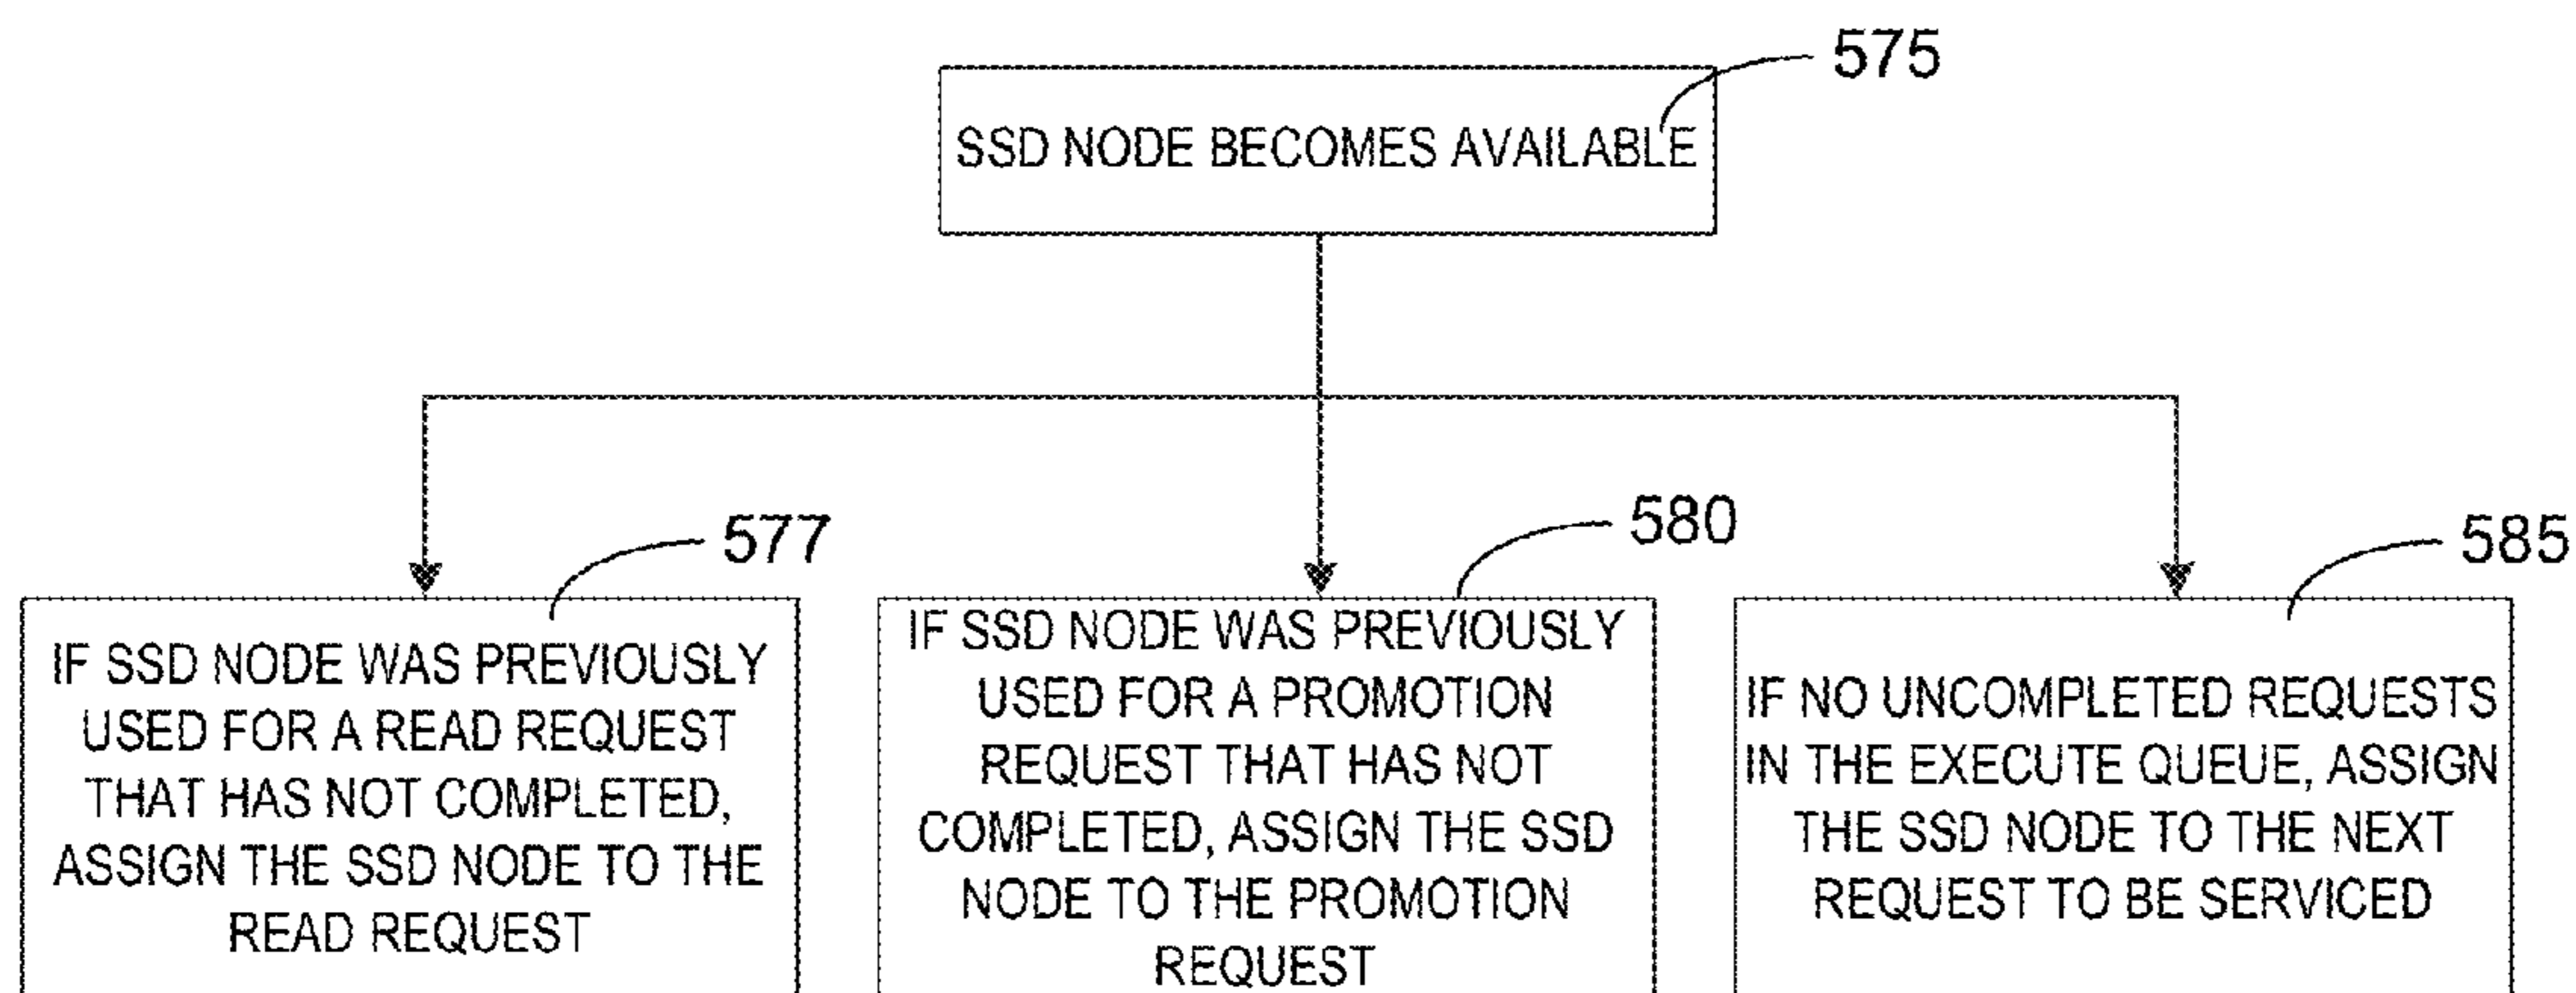 575
SSD NODE BECOMES AVAILABLE
577
IF SSD NODE WAS PREVIOUSLY
USED FOR A READ REQUEST
THAT HAS NOT COMPLETED,
ASSIGN THE SSD NODE TO THE
READ REQUEST
580
IF SSD NODE WAS PREVIOUSLY
USED FOR A PROMOTION
REQUEST THAT HAS NOT
COMPLETED, ASSIGN THE SSD
NODE TO THE PROMOTION
REQUEST
585
IF NO UNCOMPLETED REQUESTS
IN THE EXECUTE QUEUE, ASSIGN
THE SSD NODE TO THE NEXT
REQUEST TO BE SERVICED